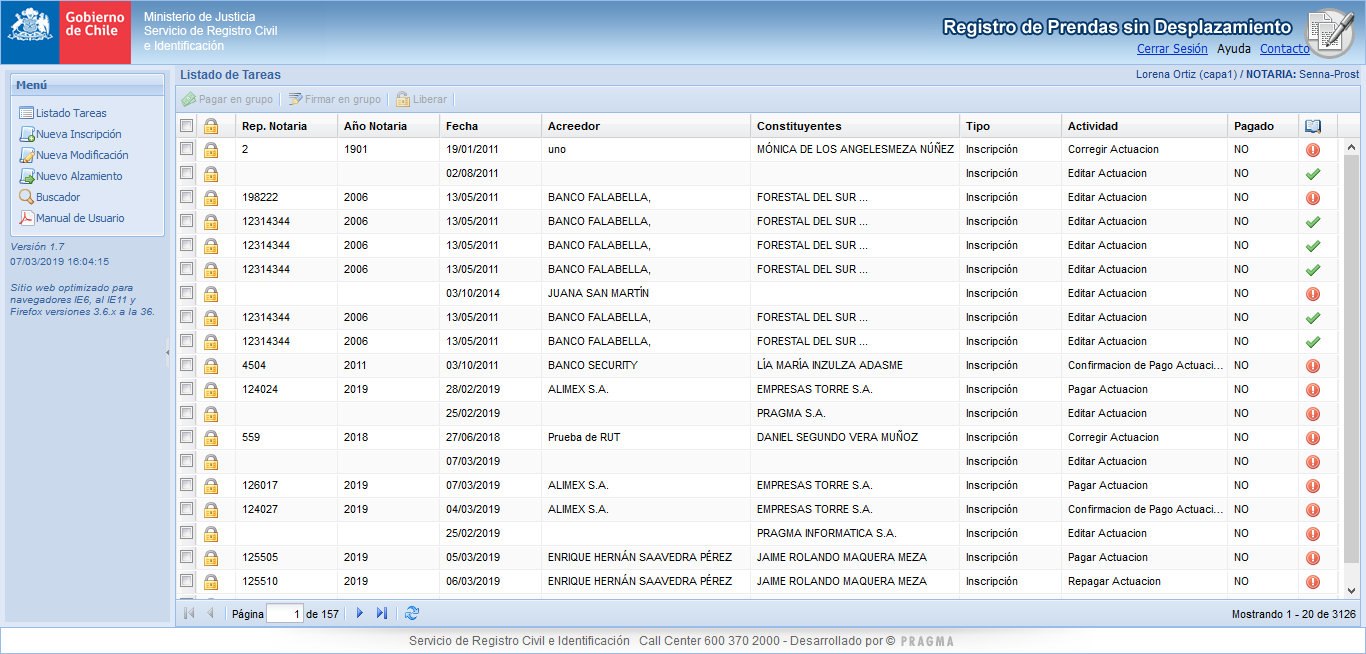 Gobierno
de Chile
Ministerio de Justicia
Servicio de Registro Civil
e Identificación
Registro de Prendas sin Desplazamiento
Cerrar Sesión Ayuda Contacto
Menú
Listado Tareas
Nueva Inscripción
Nueva Modificación
Nuevo Alzamiento
Buscador
Manual de Usuario
Versión 1.7
07/03/2019 16:04:15
Sitio web optimizado para
navegadores IE6, al IE11 y
Firefox versiones 3.6.x a la 36.
Listado de Tareas
Lorena Ortiz (capa1) / NOTARIA: Senna-Prost
Pagar en grupo Firmar en grupo Liberar
Rep. Notaria Año Notaria Fecha Acreedor Constituyentes Tipo Actividad Pagado
2 1901 19/01/2011 uno MÓNICA DE LOS ANGELESMEZA NÚÑEZ Inscripción Corregir Actuacion NO
02/08/2011 Inscripción Editar Actuacion NO
198222 2006 13/05/2011 BANCO FALABELLA, FORESTAL DEL SUR ... Inscripción Editar Actuacion NO
12314344 2006 13/05/2011 BANCO FALABELLA, FORESTAL DEL SUR ... Inscripción Editar Actuacion NO
12314344 2006 13/05/2011 BANCO FALABELLA, FORESTAL DEL SUR ... Inscripción Editar Actuacion NO
12314344 2006 13/05/2011 BANCO FALABELLA, FORESTAL DEL SUR ... Inscripción Editar Actuacion NO
03/10/2014 JUANA SAN MARTÍN Inscripción Editar Actuacion NO
12314344 2006 13/05/2011 BANCO FALABELLA, FORESTAL DEL SUR ... Inscripción Editar Actuacion NO
12314344 2006 13/05/2011 BANCO FALABELLA, FORESTAL DEL SUR ... Inscripción Editar Actuacion NO
4504 2011 03/10/2011 BANCO SECURITY LÍA MARÍA INZULZA ADASME Inscripción Confirmacion de Pago Actuaci... NO
124024 2019 28/02/2019 ALIMEX S.A. EMPRESAS TORRE S.A. Inscripción Pagar Actuacion NO
25/02/2019 PRAGMA S.A. Inscripción Editar Actuacion NO
559 2018 27/06/2018 Prueba de RUT DANIEL SEGUNDO VERA MUÑOZ Inscripción Corregir Actuacion NO
07/03/2019 Inscripción Editar Actuacion NO
126017 2019 07/03/2019 ALIMEX S.A. EMPRESAS TORRE S.A. Inscripción Pagar Actuacion NO
124027 2019 04/03/2019 ALIMEX S.A. EMPRESAS TORRE S.A. Inscripción Confirmacion de Pago Actuaci... NO
25/02/2019 PRAGMA INFORMATICA S.A. Inscripción Editar Actuacion NO
125505 2019 05/03/2019 ENRIQUE HERNÁN SAAVEDRA PÉREZ JAIME ROLANDO MAQUERA MEZA Inscripción Pagar Actuacion NO
125510 2019 06/03/2019 ENRIQUE HERNÁN SAAVEDRA PÉREZ JAIME ROLANDO MAQUERA MEZA Inscripción Repagar Actuacion NO
Página 1 de 157
Mostrando 1 - 20 de 3126
Servicio de Registro Civil e Identificación Call Center 600 370 2000 - Desarrollado por © PRAGMA